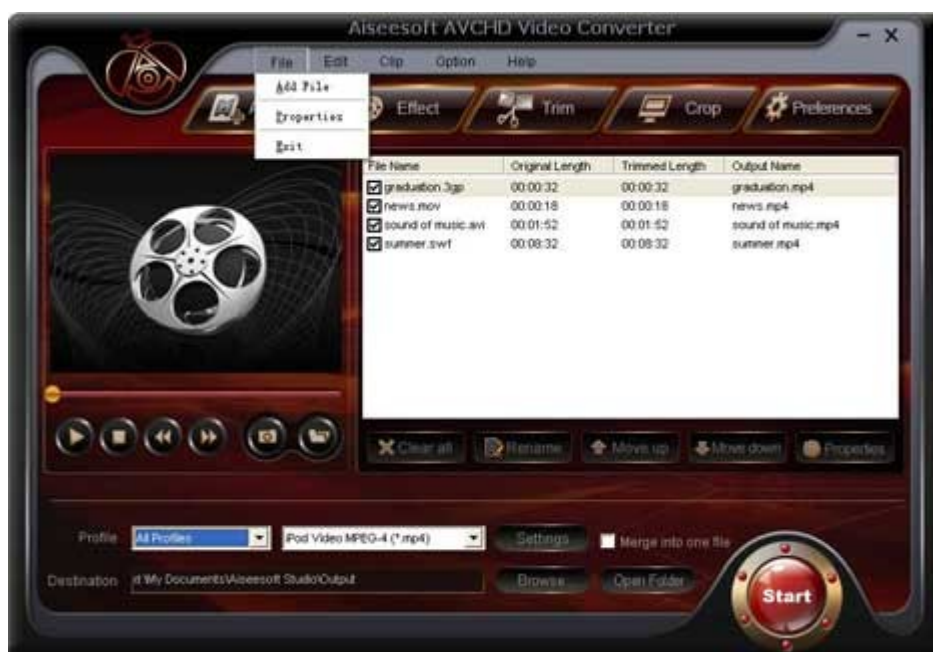 Aiseesoft AVCHD Video Converter
File Edit Clip Option Help
Add File
Properties
Exit
Effect Trim Crop Preferences
File Name Original Length Trimmed Length Output Name
graduation.3gp 00:00:32 00:00:32 graduation.mp4
news.mov 00:00:18 00:00:18 news.mp4
sound of music.avi 00:01:52 00:01:52 sound of music.mp4
summer.swf 00:08:32 00:08:32 summer.mp4
Clear all Rename Move up Move down Properties
Profile All Profiles iPod Video MPEG-4 (*.mp4) Settings Merge into one file
Destination d My Documents\Aiseesoft Studio\Output Browse Open Folder
Start